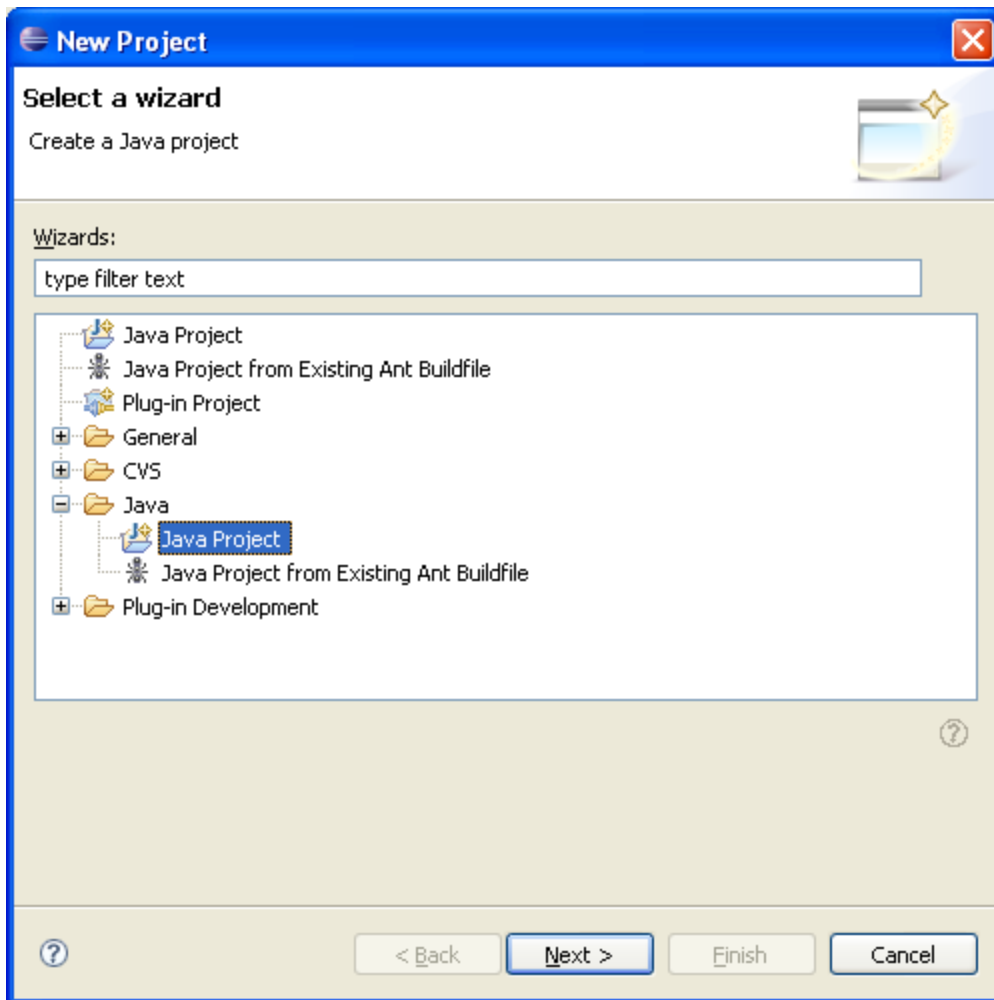 New Project
Select a wizard
Create a Java project
Wizards:
type filter text
Java Project
Java Project from Existing Ant Buildfile
Plug-in Project
General
CVS
Java
Java Project
Java Project from Existing Ant Buildfile
Plug-in Development
?
? < Back Next > Finish Cancel